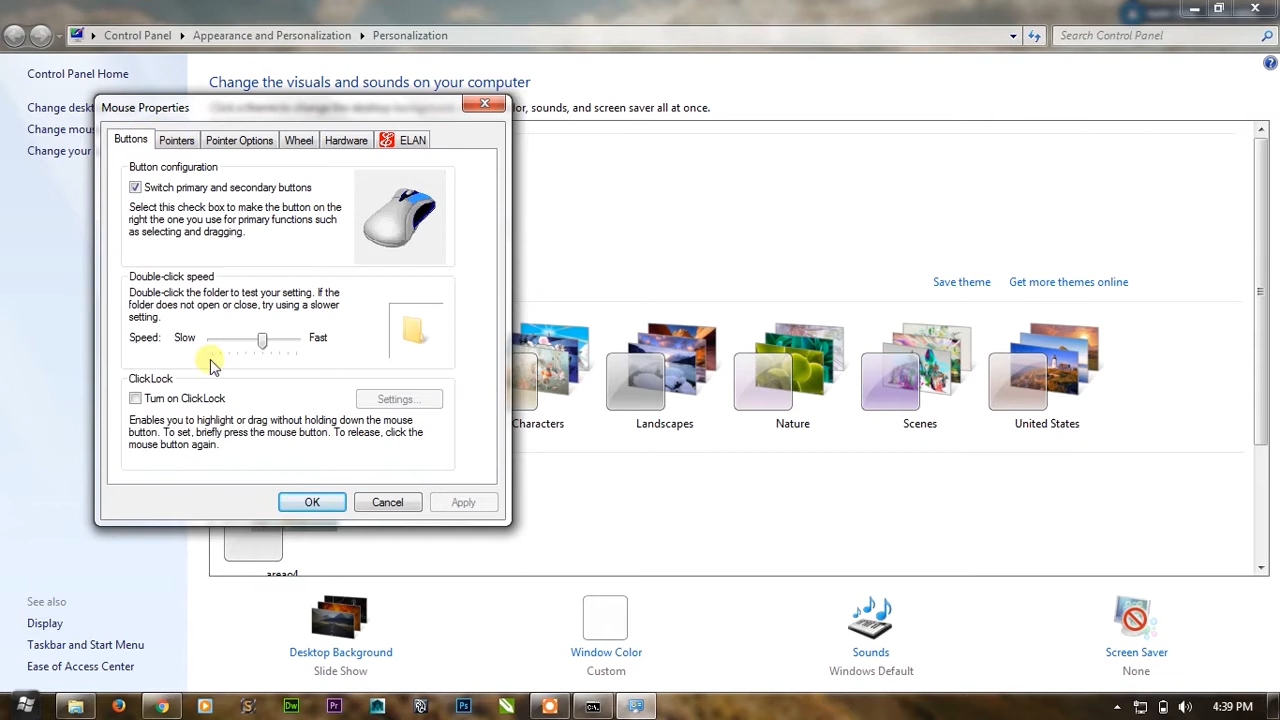 Control Panel
Appearance and Personalization
Personalization
Search Control Panel
Control Panel Home
Change the visuals and sounds on your computer
Change desk
Change mou
Change your
or, sounds, and screen saver all at once.
Mouse Properties
Buttons
Pointers
Pointer Options
Wheel
Hardware
ELAN
Button configuration
Switch primary and secondary buttons
Select this check box to make the button on the
right the one you use for primary functions such
as selecting and dragging.
Double-click speed
Double-click the folder to test your setting. If the
folder does not open or close, try using a slower
setting.
Speed: Slow Fast
ClickLock
Turn on ClickLock
Settings...
Enables you to highlight or drag without holding down the mouse
button. To set, briefly press the mouse button. To release, click the
mouse button again.
OK
Cancel
Apply
Save theme
Get more themes online
Characters
Landscapes
Nature
Scenes
United States
See also
Display
Taskbar and Start Menu
Ease of Access Center
Desktop Background
Slide Show
Window Color
Custom
Sounds
Windows Default
Screen Saver
None
Dw
Pr
Ps
4:39 PM